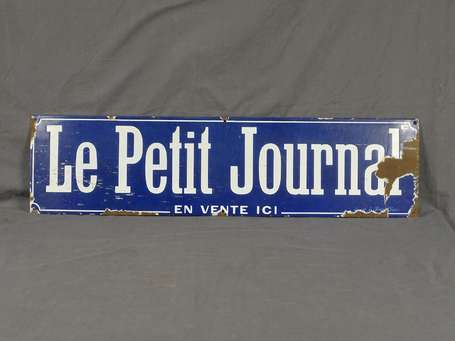 Le Petit Journal
EN VENTE ICI